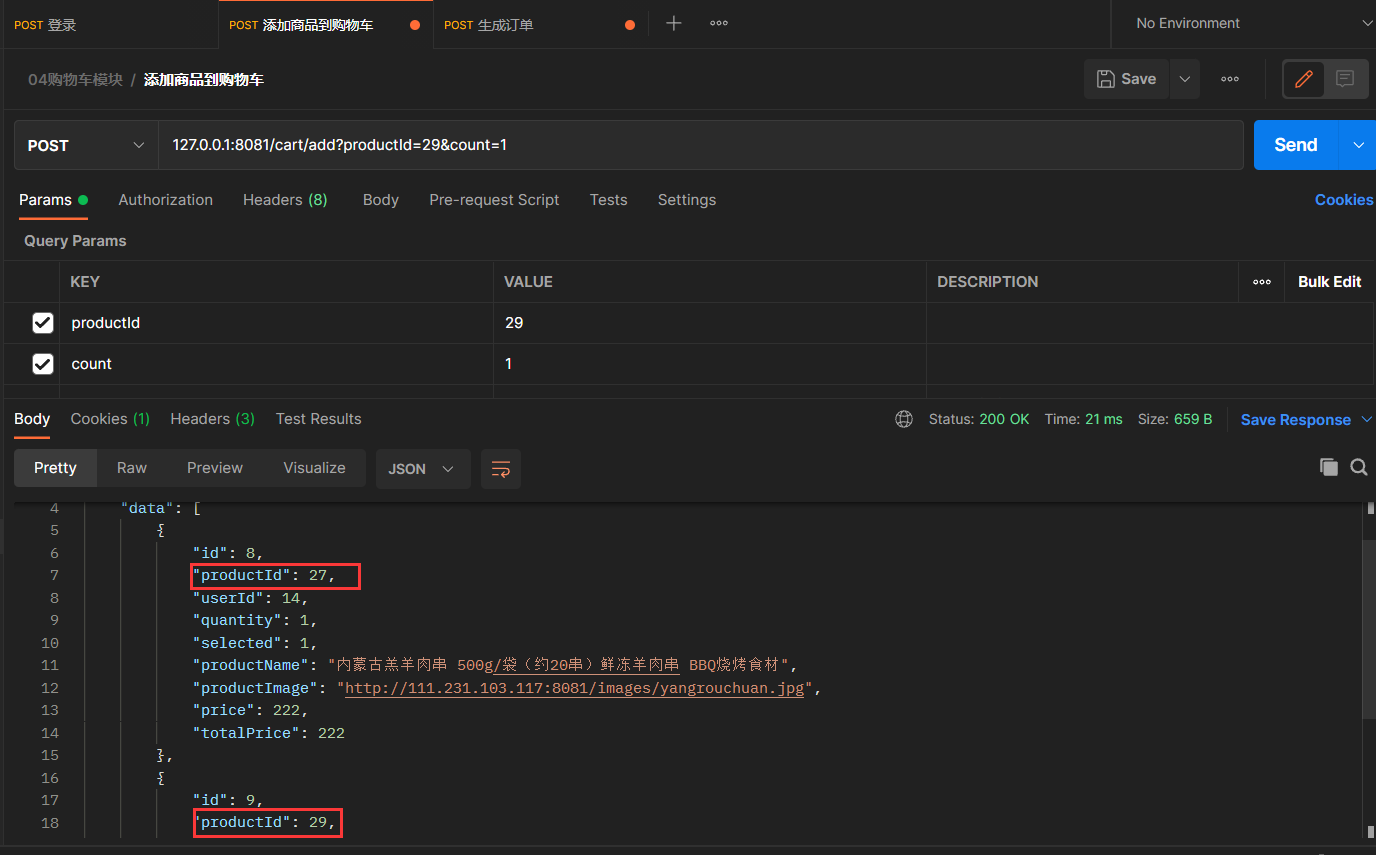 POST 登录 POST 添加商品到购物车 POST 生成订单 No Environment
04购物车模块 / 添加商品到购物车 Save
POST 127.0.0.1:8081/cart/add?productId=29&count=1 Send
Params Authorization Headers (8) Body Pre-request Script Tests Settings Cookies
Query Params
KEY VALUE DESCRIPTION Bulk Edit
productId 29
count 1
Body Cookies (1) Headers (3) Test Results Status: 200 OK Time: 21 ms Size: 659 B Save Response
Pretty Raw Preview Visualize JSON
4 "data": [
5 {
6 "id": 8,
7 "productId": 27,
8 "userId": 14,
9 "quantity": 1,
10 "selected": 1,
11 "productName": "内蒙古羔羊肉串 500g/袋（约20串）鲜冻羊肉串 BBQ烧烤食材",
12 "productImage": "http://111.231.103.117:8081/images/yangrouchuan.jpg",
13 "price": 222,
14 "totalPrice": 222
15 },
16 {
17 "id": 9,
18 "productId": 29,